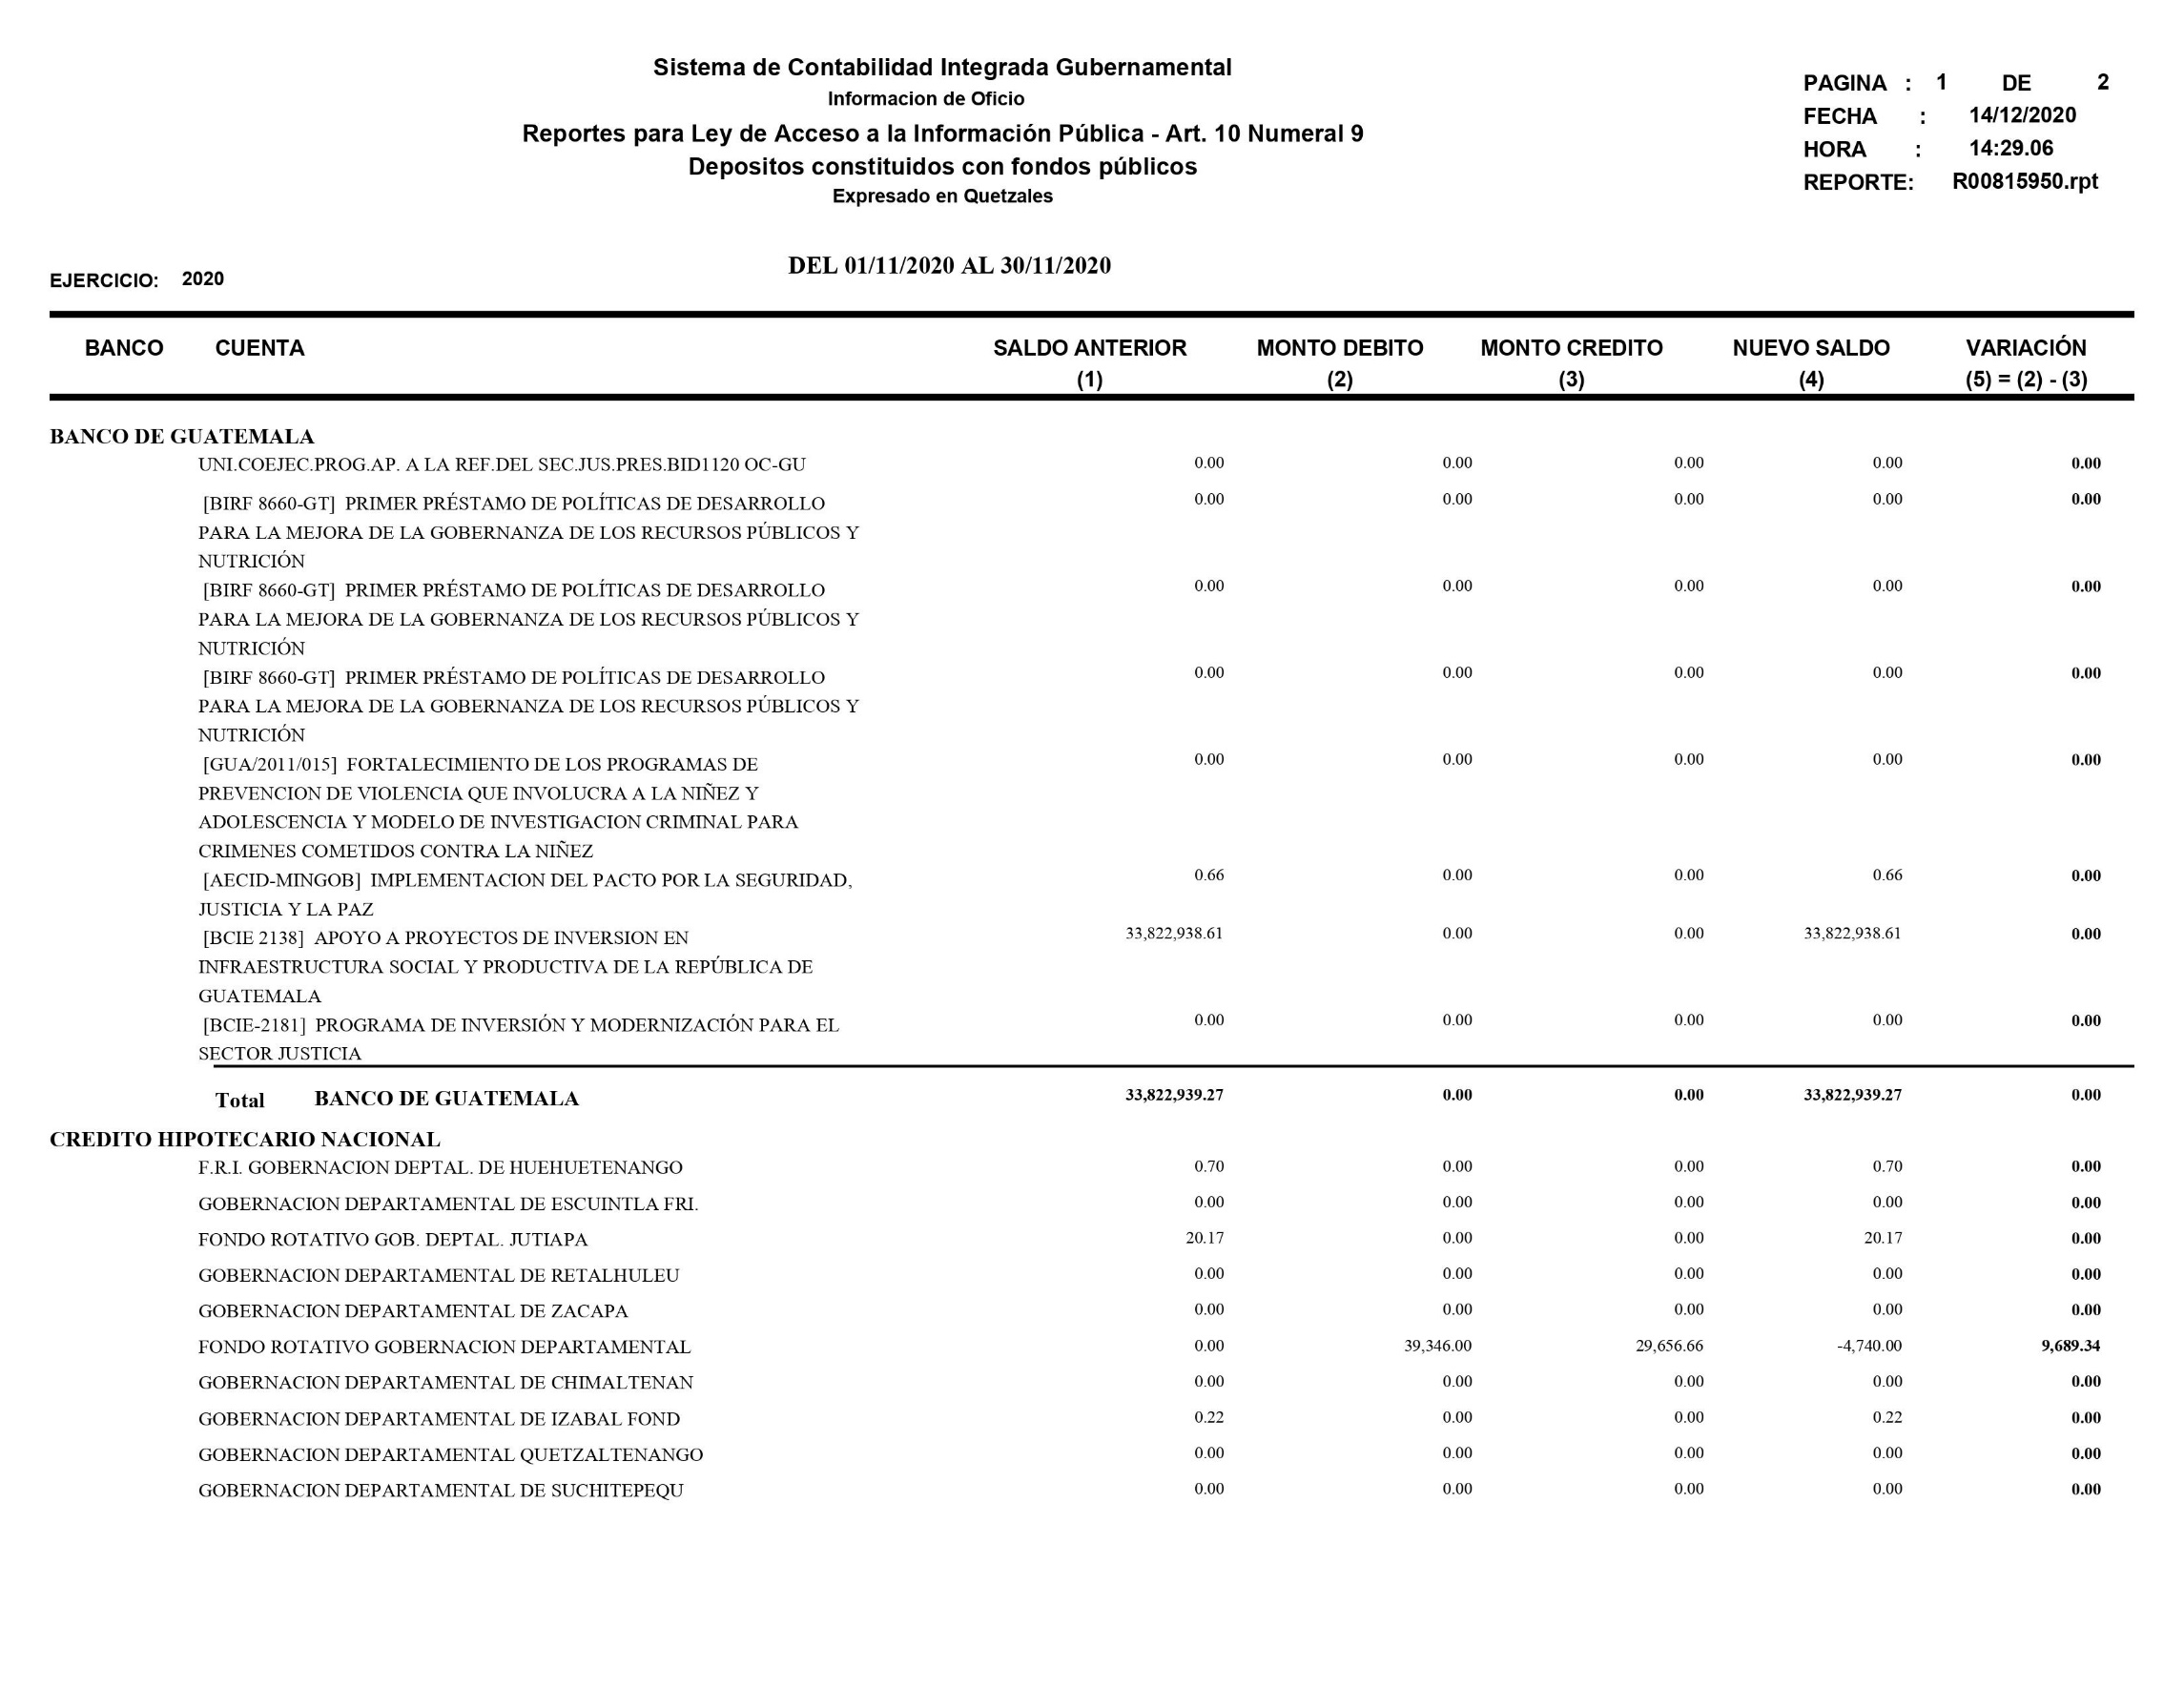 Sistema de Contabilidad Integrada Gubernamental
Informacion de Oficio
Reportes para Ley de Acceso a la Información Pública - Art. 10 Numeral 9
Depositos constituidos con fondos públicos
Expresado en Quetzales
PAGINA : 1 DE 2
FECHA : 14/12/2020
HORA : 14:29.06
REPORTE: R00815950.rpt
EJERCICIO: 2020
DEL 01/11/2020 AL 30/11/2020
BANCO CUENTA SALDO ANTERIOR MONTO DEBITO MONTO CREDITO NUEVO SALDO VARIACIÓN
(1) (2) (3) (4) (5) = (2) - (3)
BANCO DE GUATEMALA
UNI.COEJEC.PROG.AP. A LA REF.DEL SEC.JUS.PRES.BID1120 OC-GU 0.00 0.00 0.00 0.00 0.00
[BIRF 8660-GT] PRIMER PRÉSTAMO DE POLÍTICAS DE DESARROLLO 0.00 0.00 0.00 0.00 0.00
PARA LA MEJORA DE LA GOBERNANZA DE LOS RECURSOS PÚBLICOS Y
NUTRICIÓN
[BIRF 8660-GT] PRIMER PRÉSTAMO DE POLÍTICAS DE DESARROLLO 0.00 0.00 0.00 0.00 0.00
PARA LA MEJORA DE LA GOBERNANZA DE LOS RECURSOS PÚBLICOS Y
NUTRICIÓN
[BIRF 8660-GT] PRIMER PRÉSTAMO DE POLÍTICAS DE DESARROLLO 0.00 0.00 0.00 0.00 0.00
PARA LA MEJORA DE LA GOBERNANZA DE LOS RECURSOS PÚBLICOS Y
NUTRICIÓN
[GUA/2011/015] FORTALECIMIENTO DE LOS PROGRAMAS DE 0.00 0.00 0.00 0.00 0.00
PREVENCION DE VIOLENCIA QUE INVOLUCRA A LA NIÑEZ Y
ADOLESCENCIA Y MODELO DE INVESTIGACION CRIMINAL PARA
CRIMENES COMETIDOS CONTRA LA NIÑEZ
[AECID-MINGOB] IMPLEMENTACION DEL PACTO POR LA SEGURIDAD, 0.66 0.00 0.00 0.66 0.00
JUSTICIA Y LA PAZ
[BCIE 2138] APOYO A PROYECTOS DE INVERSION EN 33,822,938.61 0.00 0.00 33,822,938.61 0.00
INFRAESTRUCTURA SOCIAL Y PRODUCTIVA DE LA REPÚBLICA DE
GUATEMALA
[BCIE-2181] PROGRAMA DE INVERSIÓN Y MODERNIZACIÓN PARA EL 0.00 0.00 0.00 0.00 0.00
SECTOR JUSTICIA
Total BANCO DE GUATEMALA 33,822,939.27 0.00 0.00 33,822,939.27 0.00
CREDITO HIPOTECARIO NACIONAL
F.R.I. GOBERNACION DEPTAL. DE HUEHUETENANGO 0.70 0.00 0.00 0.70 0.00
GOBERNACION DEPARTAMENTAL DE ESCUINTLA FRI. 0.00 0.00 0.00 0.00 0.00
FONDO ROTATIVO GOB. DEPTAL. JUTIAPA 20.17 0.00 0.00 20.17 0.00
GOBERNACION DEPARTAMENTAL DE RETALHULEU 0.00 0.00 0.00 0.00 0.00
GOBERNACION DEPARTAMENTAL DE ZACAPA 0.00 0.00 0.00 0.00 0.00
FONDO ROTATIVO GOBERNACION DEPARTAMENTAL 0.00 39,346.00 29,656.66 -4,740.00 9,689.34
GOBERNACION DEPARTAMENTAL DE CHIMALTENAN 0.00 0.00 0.00 0.00 0.00
GOBERNACION DEPARTAMENTAL DE IZABAL FOND 0.22 0.00 0.00 0.22 0.00
GOBERNACION DEPARTAMENTAL QUETZALTENANGO 0.00 0.00 0.00 0.00 0.00
GOBERNACION DEPARTAMENTAL DE SUCHITEPEQU 0.00 0.00 0.00 0.00 0.00